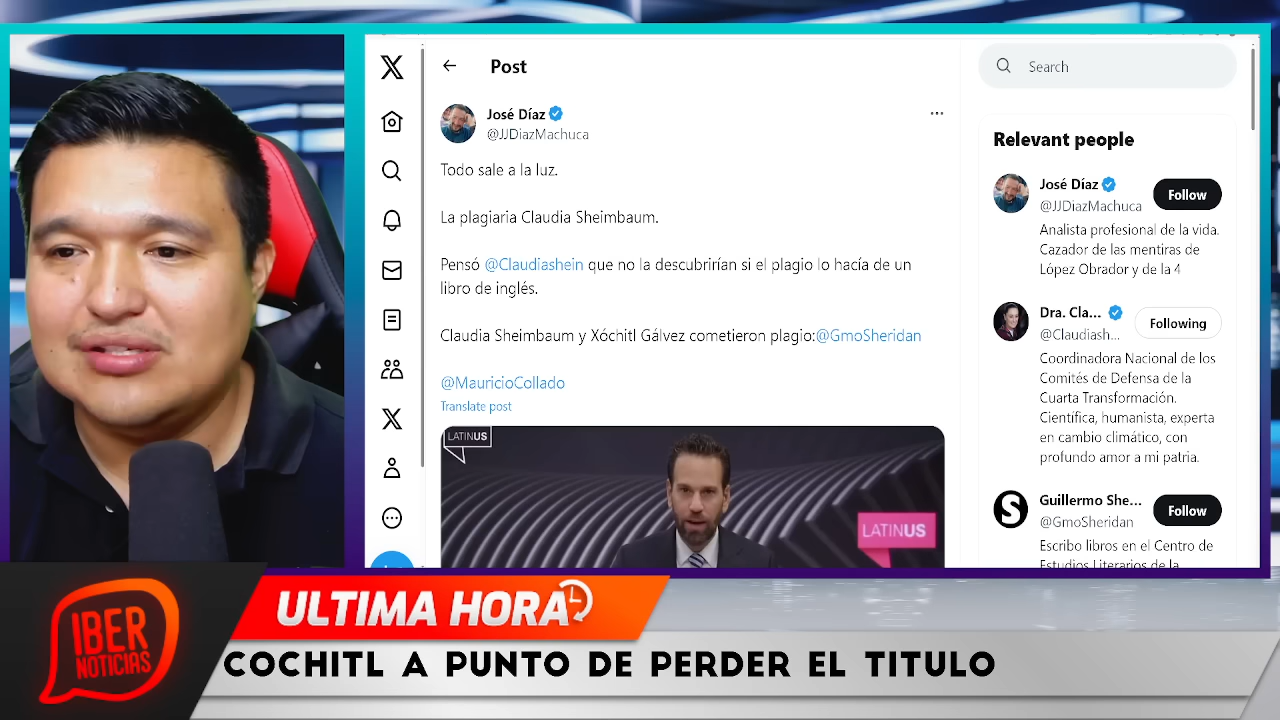 Post
Search
José Díaz
@JJDiazMachuca
Todo sale a la luz.
La plagiaria Claudia Sheimbaum.
Pensó @Claudiashein que no la descubrirían si el plagio lo hacía de un
libro de inglés.
Claudia Sheimbaum y Xóchitl Gálvez cometieron plagio:@GmoSheridan
@MauricioCollado
Translate post
LATINUS
LATINUS
Relevant people
José Díaz
@JJDiazMachuca
Follow
Analista profesional de la vida.
Cazador de las mentiras de
López Obrador y de la 4
Dra. Cla...
@Claudiash...
Following
Coordinadora Nacional de los
Comités de Defensa de la
Cuarta Transformación.
Científica, humanista, experta
en cambio climático, con
profundo amor a mi patria.
Guillermo She...
@GmoSheridan
Follow
Escribo libros en el Centro de
Estudios Literarios de la
IBER
NOTICIAS
ULTIMA HORA
COCHITL A PUNTO DE PERDER EL TITULO